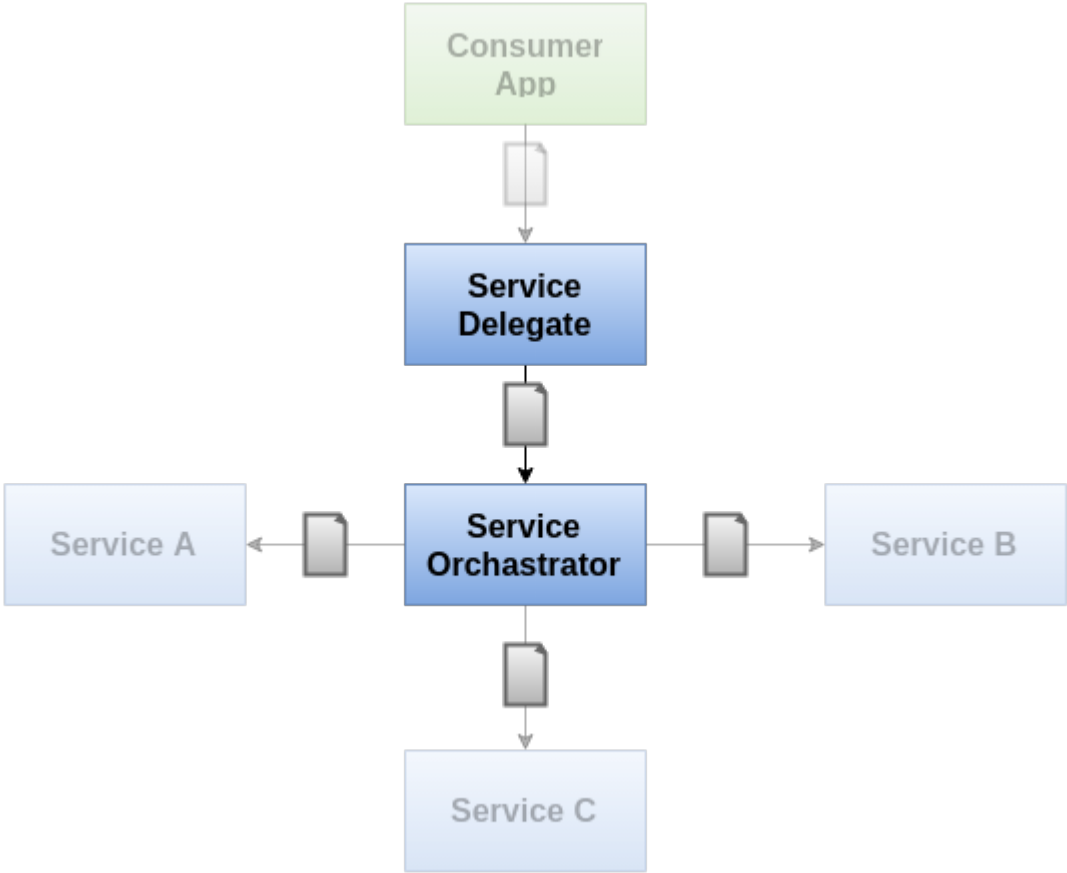 Consumer
App
Service
Delegate
Service A
Service
Orchastrator
Service B
Service C